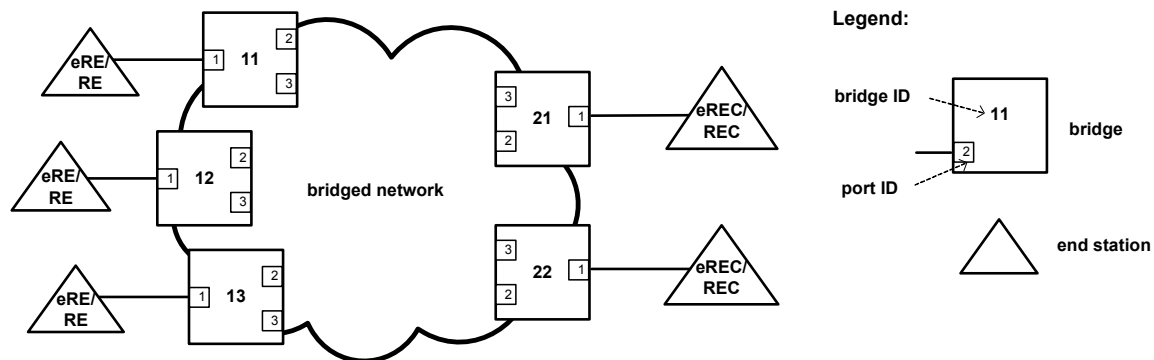 Legend:
eRE/
RE
1
11
2
3
eRE/
RE
1
12
2
3
eRE/
RE
1
13
2
3
bridged network
3
2
21
1
eREC/
REC
3
2
22
1
eREC/
REC
bridge ID
11
bridge
2
port ID
end station